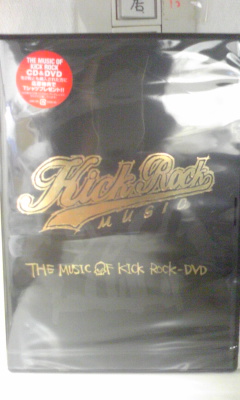 THE MUSIC OF
KICK ROCK
CD&DVD
Kick Rock
MUSIC
THE MUSIC OF KICK ROCK-DVD